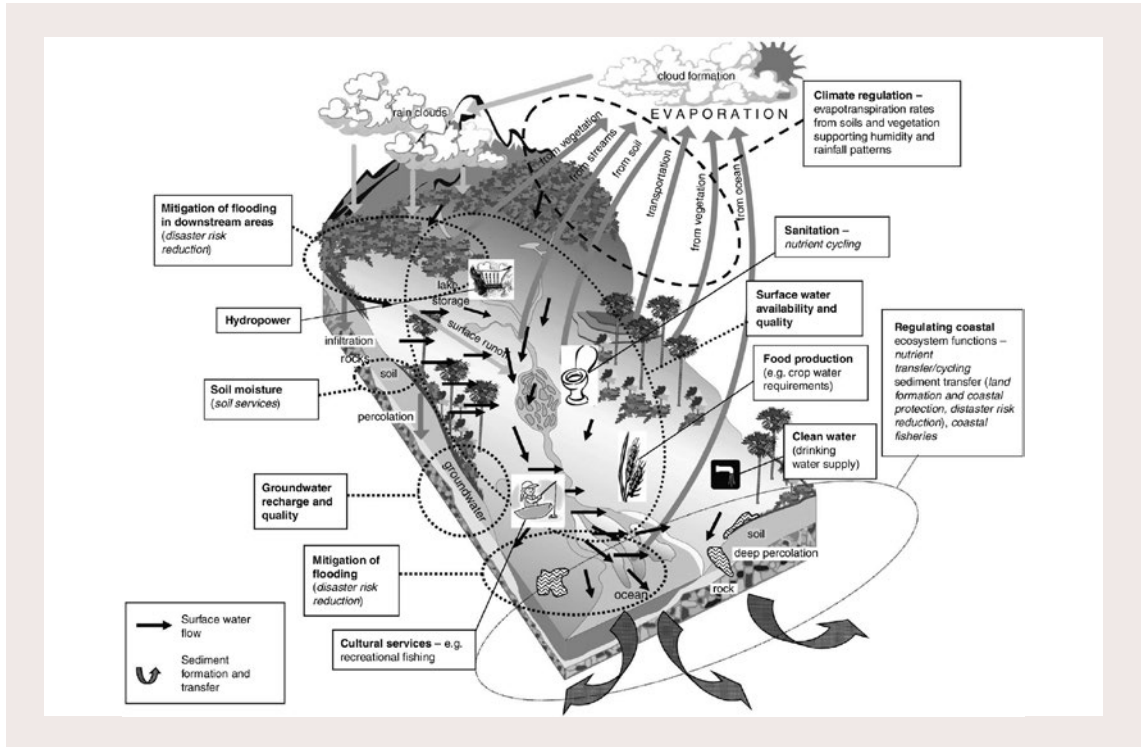 cloud formation
rain clouds
EVAPORATION
from vegetation
from streams
from soil
transportation
from vegetation
from ocean
Climate regulation –
evapotranspiration rates
from soils and vegetation
supporting humidity and
rainfall patterns
Mitigation of flooding
in downstream areas
(disaster risk
reduction)
Sanitation –
nutrient cycling
lake
storage
Hydropower
surface runoff
Surface water
availability and
quality
Regulating coastal
ecosystem functions –
nutrient
transfer/cycling
sediment transfer (land
formation and coastal
protection, distaster risk
reduction), coastal
fisheries
infiltration
rocks
soil
Food production
(e.g. crop water
requirements)
Soil moisture
(soil services)
percolation
Clean water
(drinking
water supply)
groundwater
Groundwater
recharge and
quality
soil
deep percolation
rock
Mitigation of
flooding
(disaster risk
reduction)
ocean
Cultural services – e.g.
recreational fishing
Surface water
flow
Sediment
formation and
transfer